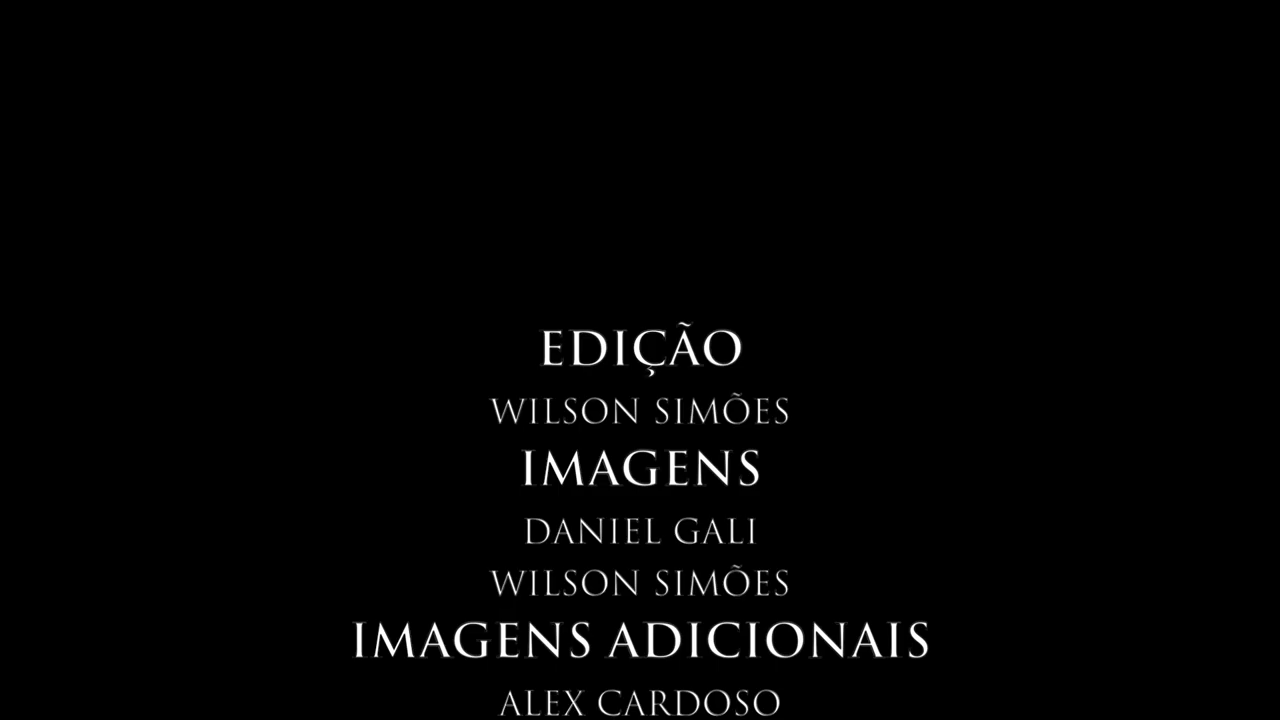 EDIÇÃO
WILSON SIMÕES
IMAGENS
DANIEL GALI
WILSON SIMÕES
IMAGENS ADICIONAIS
ALEX CARDOSO